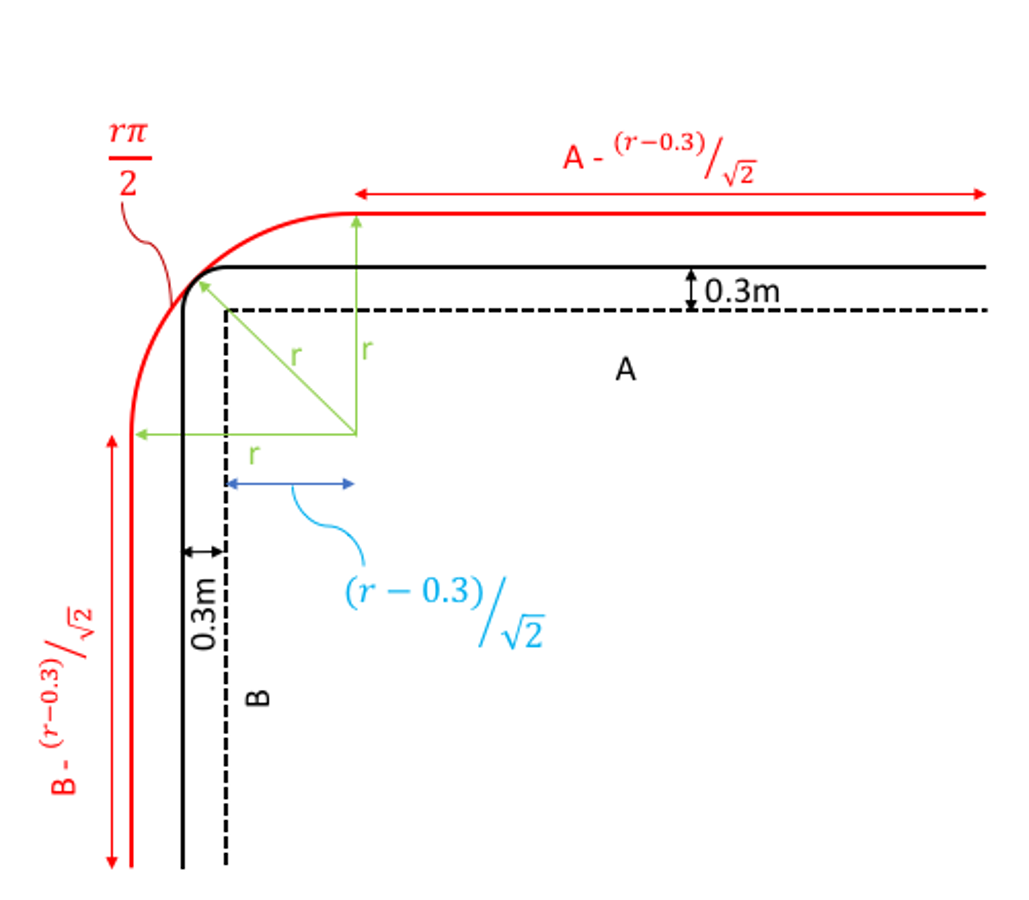 rπ/2
A - (r−0.3)/√2
0.3m
A
r
r
r
(r − 0.3)/√2
0.3m
B
B - (r−0.3)/√2